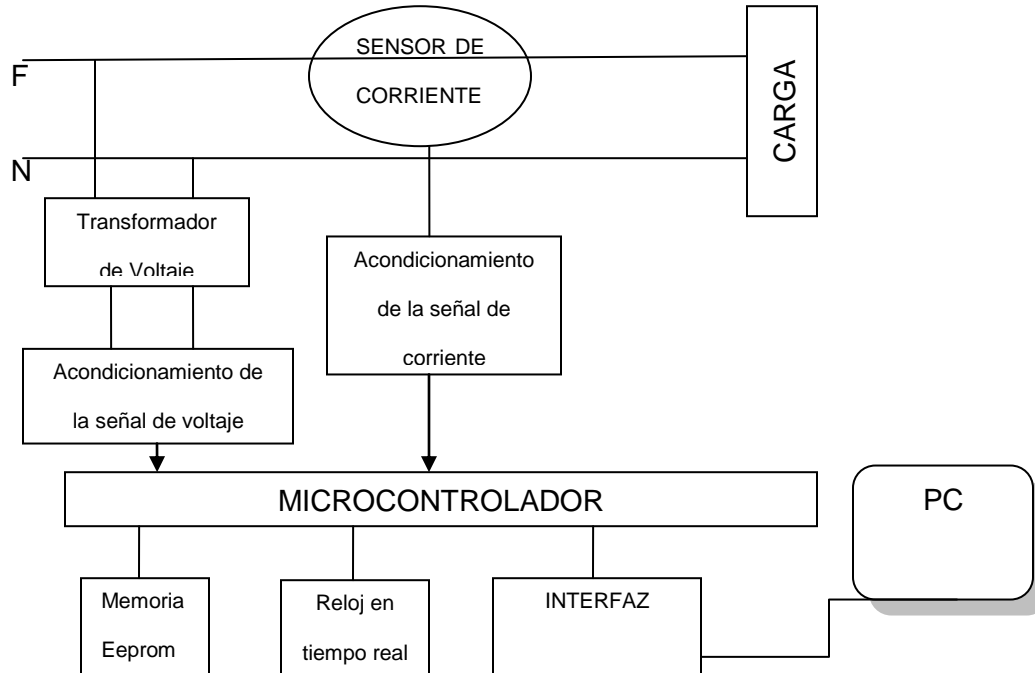 SENSOR DE
CORRIENTE
F
N
CARGA
Transformador
de Voltaje
Acondicionamiento
de la señal de
corriente
Acondicionamiento de
la señal de voltaje
MICROCONTROLADOR
PC
Memoria
Eeprom
Reloj en
tiempo real
INTERFAZ